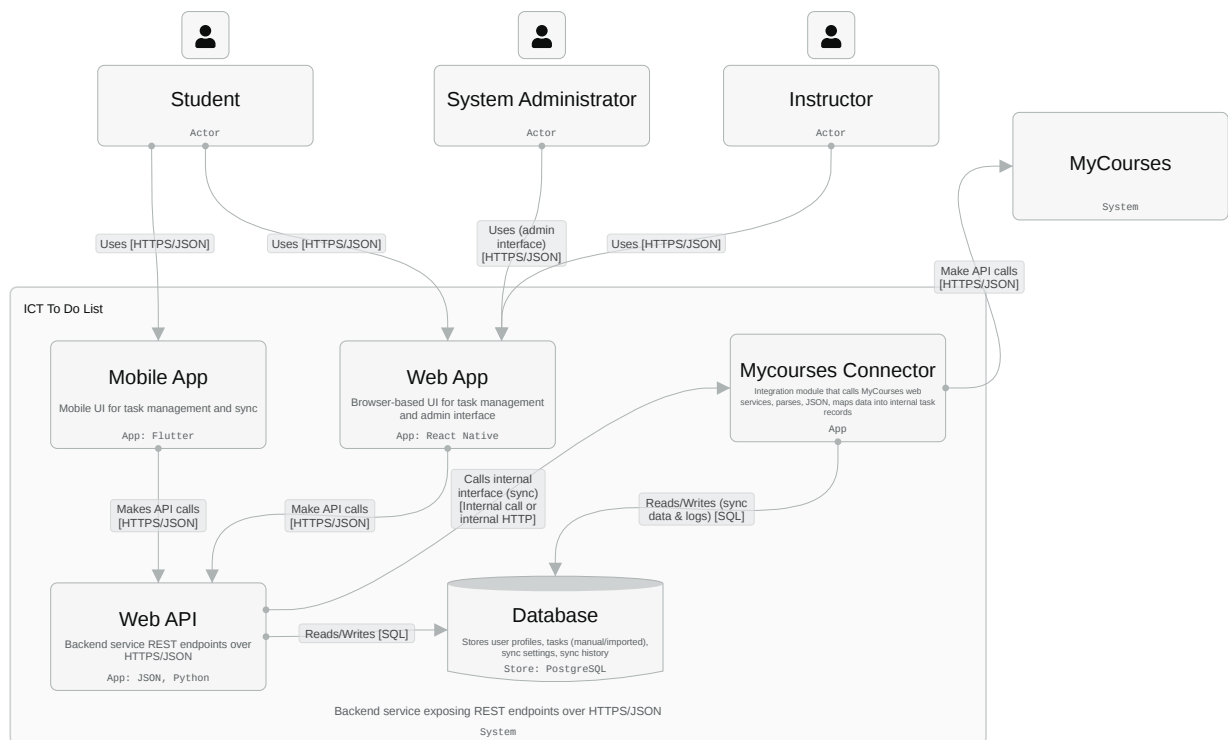 Student
Actor
System Administrator
Actor
Instructor
Actor
MyCourses
System
Uses [HTTPS/JSON]
Uses [HTTPS/JSON]
Uses (admin
interface)
[HTTPS/JSON]
Uses [HTTPS/JSON]
Make API calls
[HTTPS/JSON]
ICT To Do List
Mobile App
Mobile UI for task management and sync
App: Flutter
Web App
Browser-based UI for task management
and admin interface
App: React Native
Mycourses Connector
Integration module that calls MyCourses web
services, parses, JSON, maps data into internal task
records
App
Makes API calls
[HTTPS/JSON]
Make API calls
[HTTPS/JSON]
Calls internal
interface (sync)
[Internal call or
internal HTTP]
Reads/Writes (sync
data & logs) [SQL]
Web API
Backend service REST endpoints over
HTTPS/JSON
App: JSON, Python
Reads/Writes [SQL]
Database
Stores user profiles, tasks (manual/imported),
sync settings, sync history
Store: PostgreSQL
Backend service exposing REST endpoints over HTTPS/JSON
System